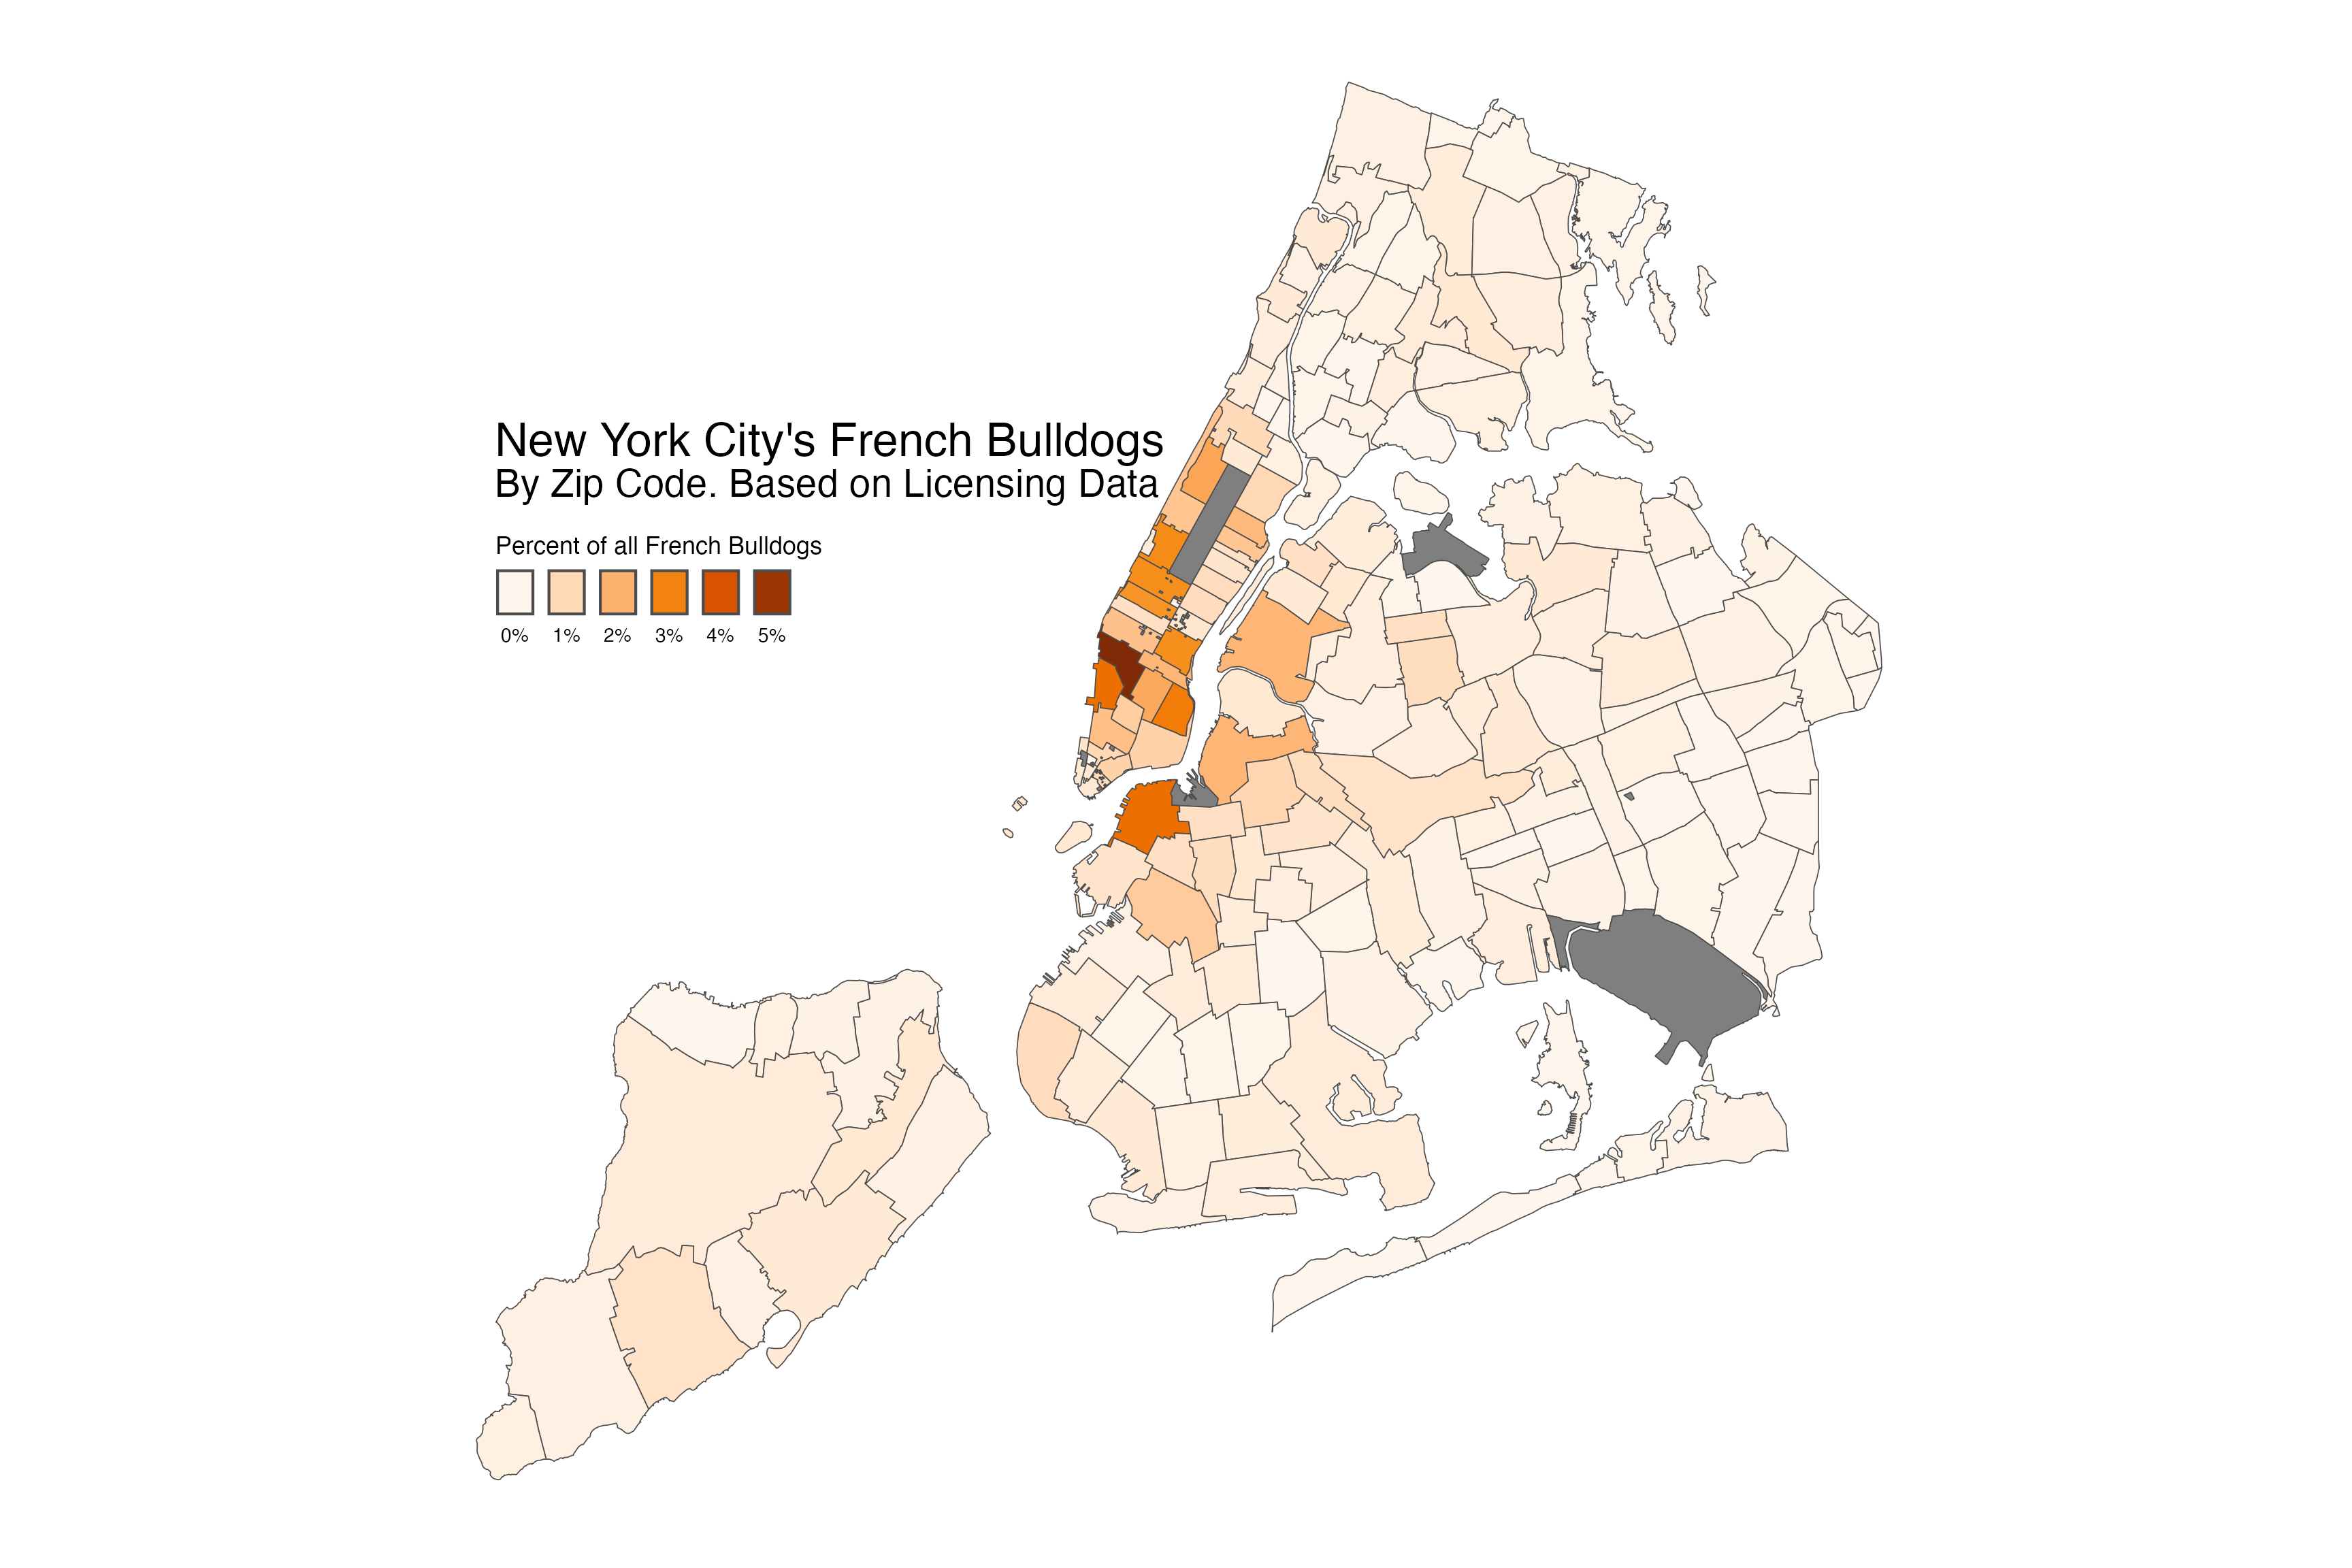 New York City's French Bulldogs
By Zip Code. Based on Licensing Data
Percent of all French Bulldogs
0% 1% 2% 3% 4% 5%